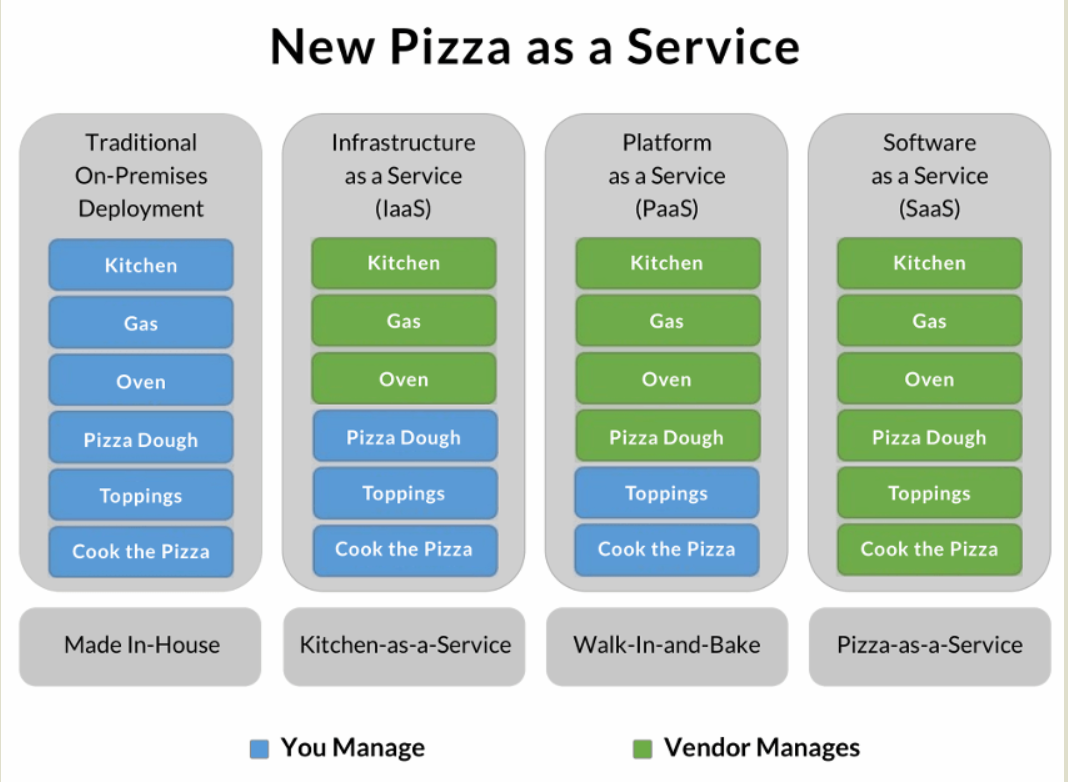 New Pizza as a Service
Traditional
On-Premises
Deployment
Kitchen
Gas
Oven
Pizza Dough
Toppings
Cook the Pizza
Made In-House
Infrastructure
as a Service
(IaaS)
Kitchen
Gas
Oven
Pizza Dough
Toppings
Cook the Pizza
Kitchen-as-a-Service
Platform
as a Service
(PaaS)
Kitchen
Gas
Oven
Pizza Dough
Toppings
Cook the Pizza
Walk-In-and-Bake
Software
as a Service
(SaaS)
Kitchen
Gas
Oven
Pizza Dough
Toppings
Cook the Pizza
Pizza-as-a-Service
You Manage
Vendor Manages